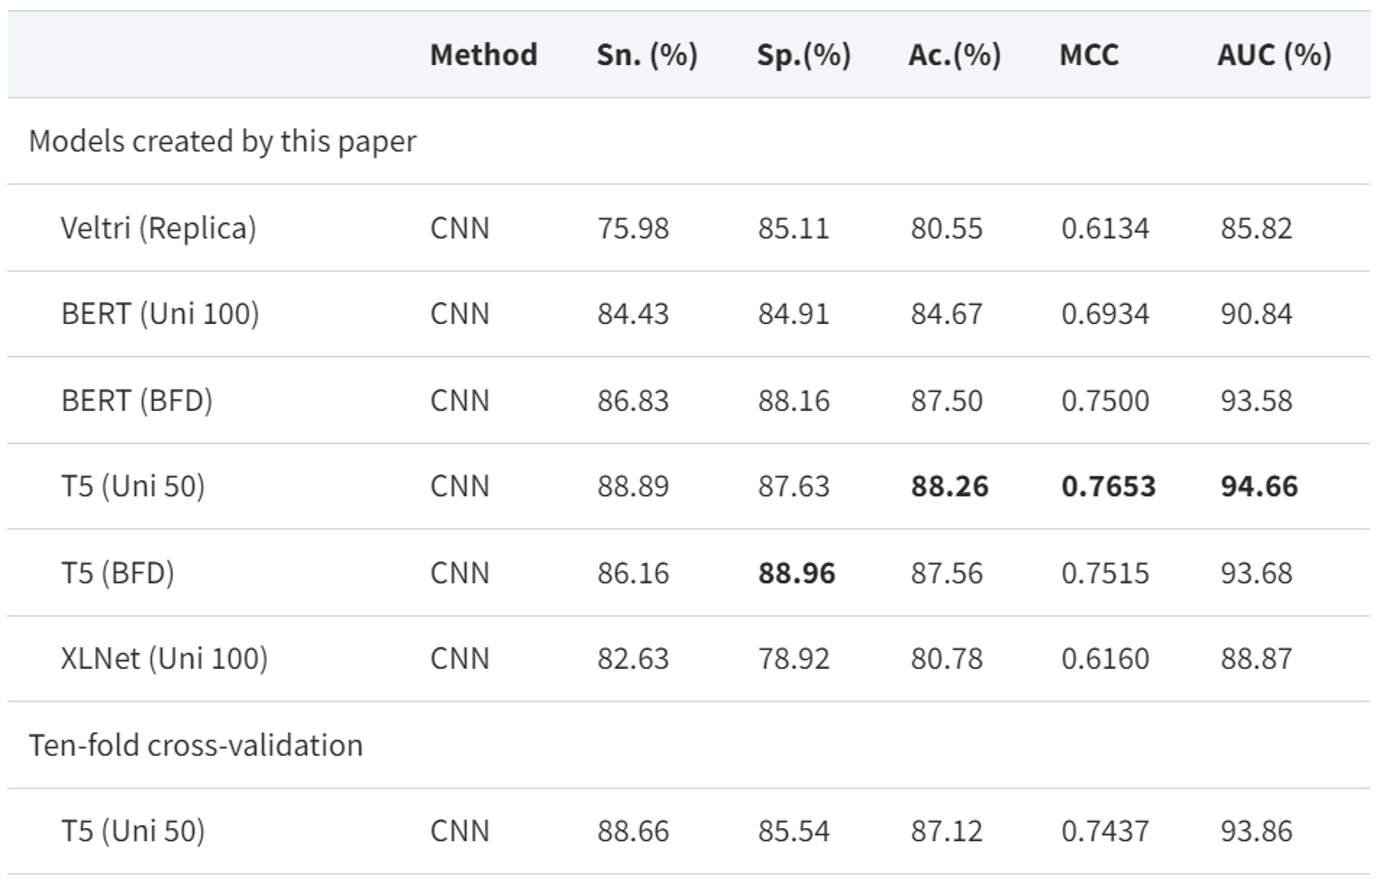 Method Sn. (%) Sp.(%) Ac.(%) MCC AUC (%)
Models created by this paper
Veltri (Replica) CNN 75.98 85.11 80.55 0.6134 85.82
BERT (Uni 100) CNN 84.43 84.91 84.67 0.6934 90.84
BERT (BFD) CNN 86.83 88.16 87.50 0.7500 93.58
T5 (Uni 50) CNN 88.89 87.63 88.26 0.7653 94.66
T5 (BFD) CNN 86.16 88.96 87.56 0.7515 93.68
XLNet (Uni 100) CNN 82.63 78.92 80.78 0.6160 88.87
Ten-fold cross-validation
T5 (Uni 50) CNN 88.66 85.54 87.12 0.7437 93.86